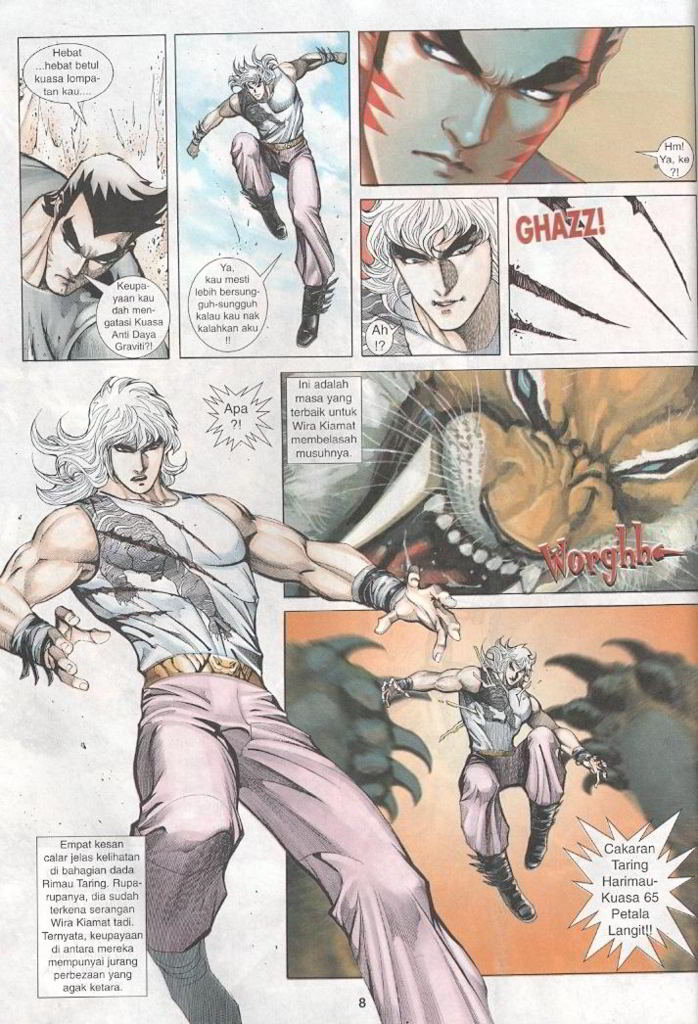 Hebat
...hebat betul
kuasa lompa-
tan kau....
Keupa-
yaan kau
dah men-
gatasi Kuasa
Anti Daya
Graviti?!
Ya,
kau mesti
lebih bersung-
guh-sungguh
kalau kau nak
kalahkan aku
!!
Hm!
Ya, ke
?!
Ah
!?
GHAZZ!
Apa
?!
Ini adalah
masa yang
terbaik untuk
Wira Kiamat
membelasah
musuhnya.
Worghh
Empat kesan
calar jelas kelihatan
di bahagian dada
Rimau Taring. Rupa-
rupanya, dia sudah
terkena serangan
Wira Kiamat tadi.
Ternyata, keupayaan
di antara mereka
mempunyai jurang
perbezaan yang
agak ketara.
Cakaran
Taring
Harimau-
Kuasa 65
Petala
Langit!!
8